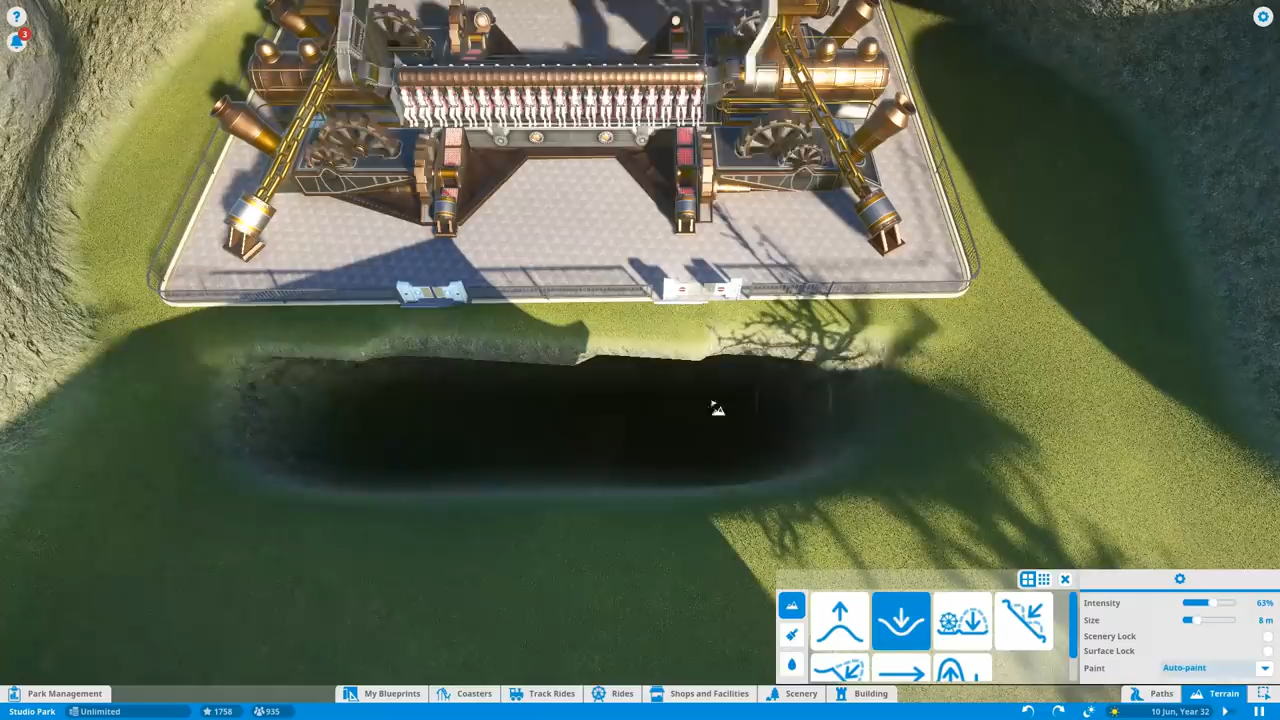 ?
3
Intensity 63%
Size 8 m
Scenery Lock
Surface Lock
Paint Auto-paint
Park Management My Blueprints Coasters Track Rides Rides Shops and Facilities Scenery Building Paths Terrain
Studio Park Unlimited 1758 935 10 Jun, Year 32